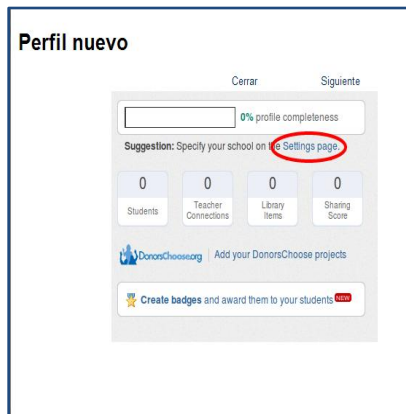 Perfil nuevo
Cerrar Siguiente
0% profile completeness
Suggestion: Specify your school on the Settings page.
0 0 0 0
Students Teacher Connections Library Items Sharing Score
DonorsChoose.org Add your DonorsChoose projects
Create badges and award them to your students NEW